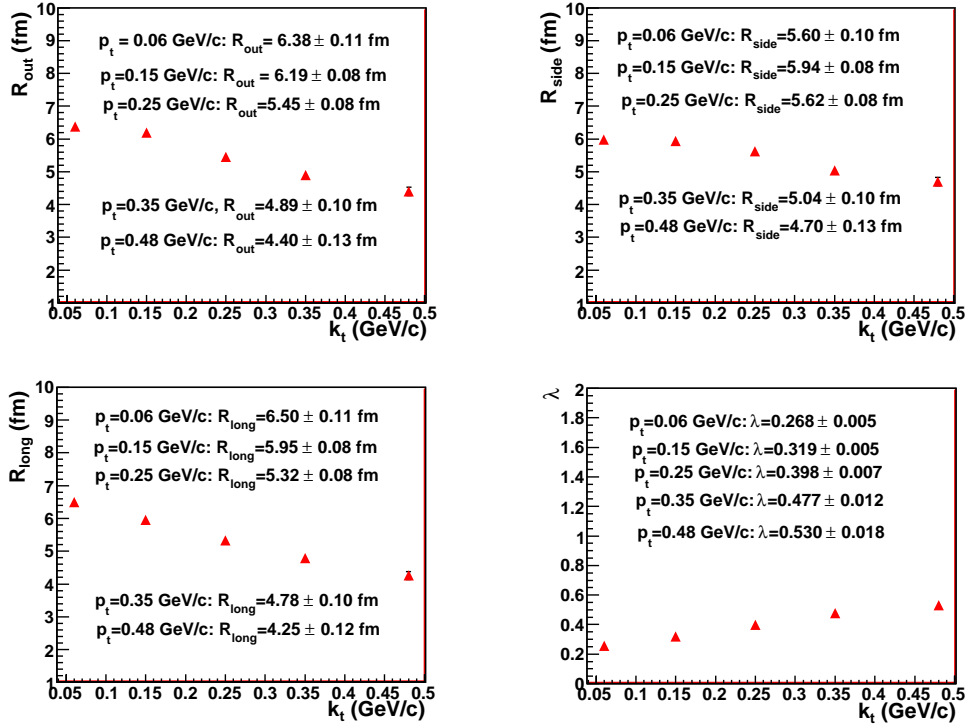 R_out (fm)
10
9
8
7
6
5
4
3
2
1
p_t = 0.06 GeV/c: R_out = 6.38 ± 0.11 fm
p_t=0.15 GeV/c: R_out = 6.19 ± 0.08 fm
p_t=0.25 GeV/c: R_out=5.45 ± 0.08 fm
p_t=0.35 GeV/c, R_out=4.89 ± 0.10 fm
p_t=0.48 GeV/c: R_out=4.40 ± 0.13 fm
0.05 0.1 0.15 0.2 0.25 0.3 0.35 0.4 0.45 0.5
k_t (GeV/c)
R_side (fm)
10
9
8
7
6
5
4
3
2
1
p_t=0.06 GeV/c: R_side=5.60 ± 0.10 fm
p_t=0.15 GeV/c: R_side=5.94 ± 0.08 fm
p_t=0.25 GeV/c: R_side=5.62 ± 0.08 fm
p_t=0.35 GeV/c: R_side=5.04 ± 0.10 fm
p_t=0.48 GeV/c: R_side=4.70 ± 0.13 fm
0.05 0.1 0.15 0.2 0.25 0.3 0.35 0.4 0.45 0.5
k_t (GeV/c)
R_long (fm)
10
9
8
7
6
5
4
3
2
1
p_t=0.06 GeV/c: R_long=6.50 ± 0.11 fm
p_t=0.15 GeV/c: R_long=5.95 ± 0.08 fm
p_t=0.25 GeV/c: R_long=5.32 ± 0.08 fm
p_t=0.35 GeV/c: R_long=4.78 ± 0.10 fm
p_t=0.48 GeV/c: R_long=4.25 ± 0.12 fm
0.05 0.1 0.15 0.2 0.25 0.3 0.35 0.4 0.45 0.5
k_t (GeV/c)
λ
2
1.8
1.6
1.4
1.2
1
0.8
0.6
0.4
0.2
0
p_t=0.06 GeV/c: λ=0.268 ± 0.005
p_t=0.15 GeV/c: λ=0.319 ± 0.005
p_t=0.25 GeV/c: λ=0.398 ± 0.007
p_t=0.35 GeV/c: λ=0.477 ± 0.012
p_t=0.48 GeV/c: λ=0.530 ± 0.018
0.05 0.1 0.15 0.2 0.25 0.3 0.35 0.4 0.45 0.5
k_t (GeV/c)